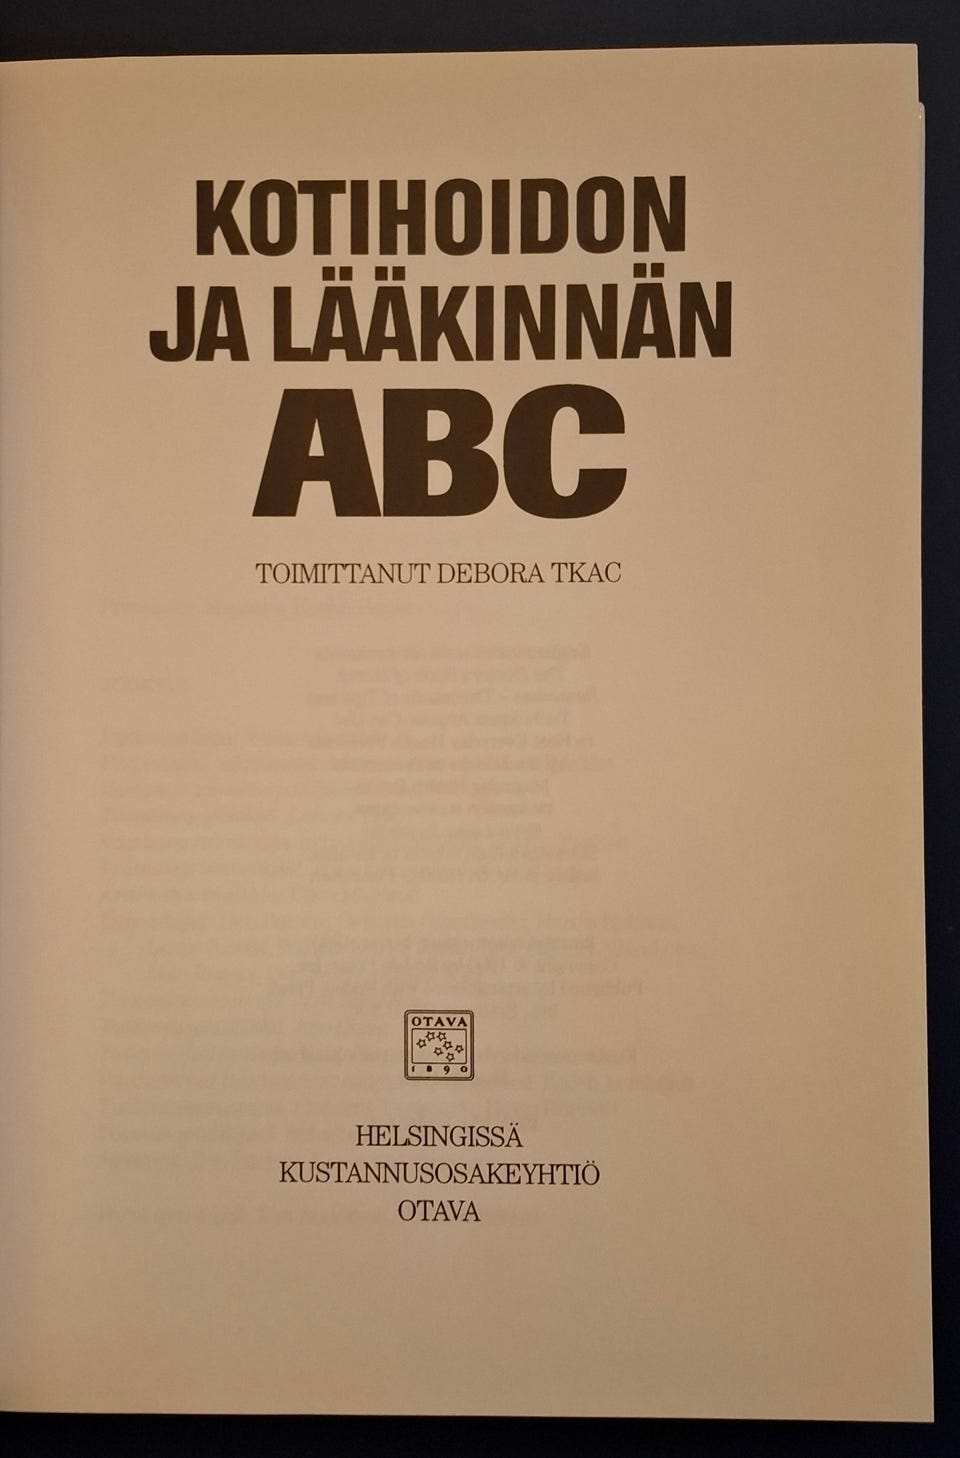 KOTIHOIDON
JA LÄÄKINNÄN
ABC
TOIMITTANUT DEBORA TKAC
OTAVA
1890
HELSINGISSÄ
KUSTANNUSOSAKEYHTIÖ
OTAVA